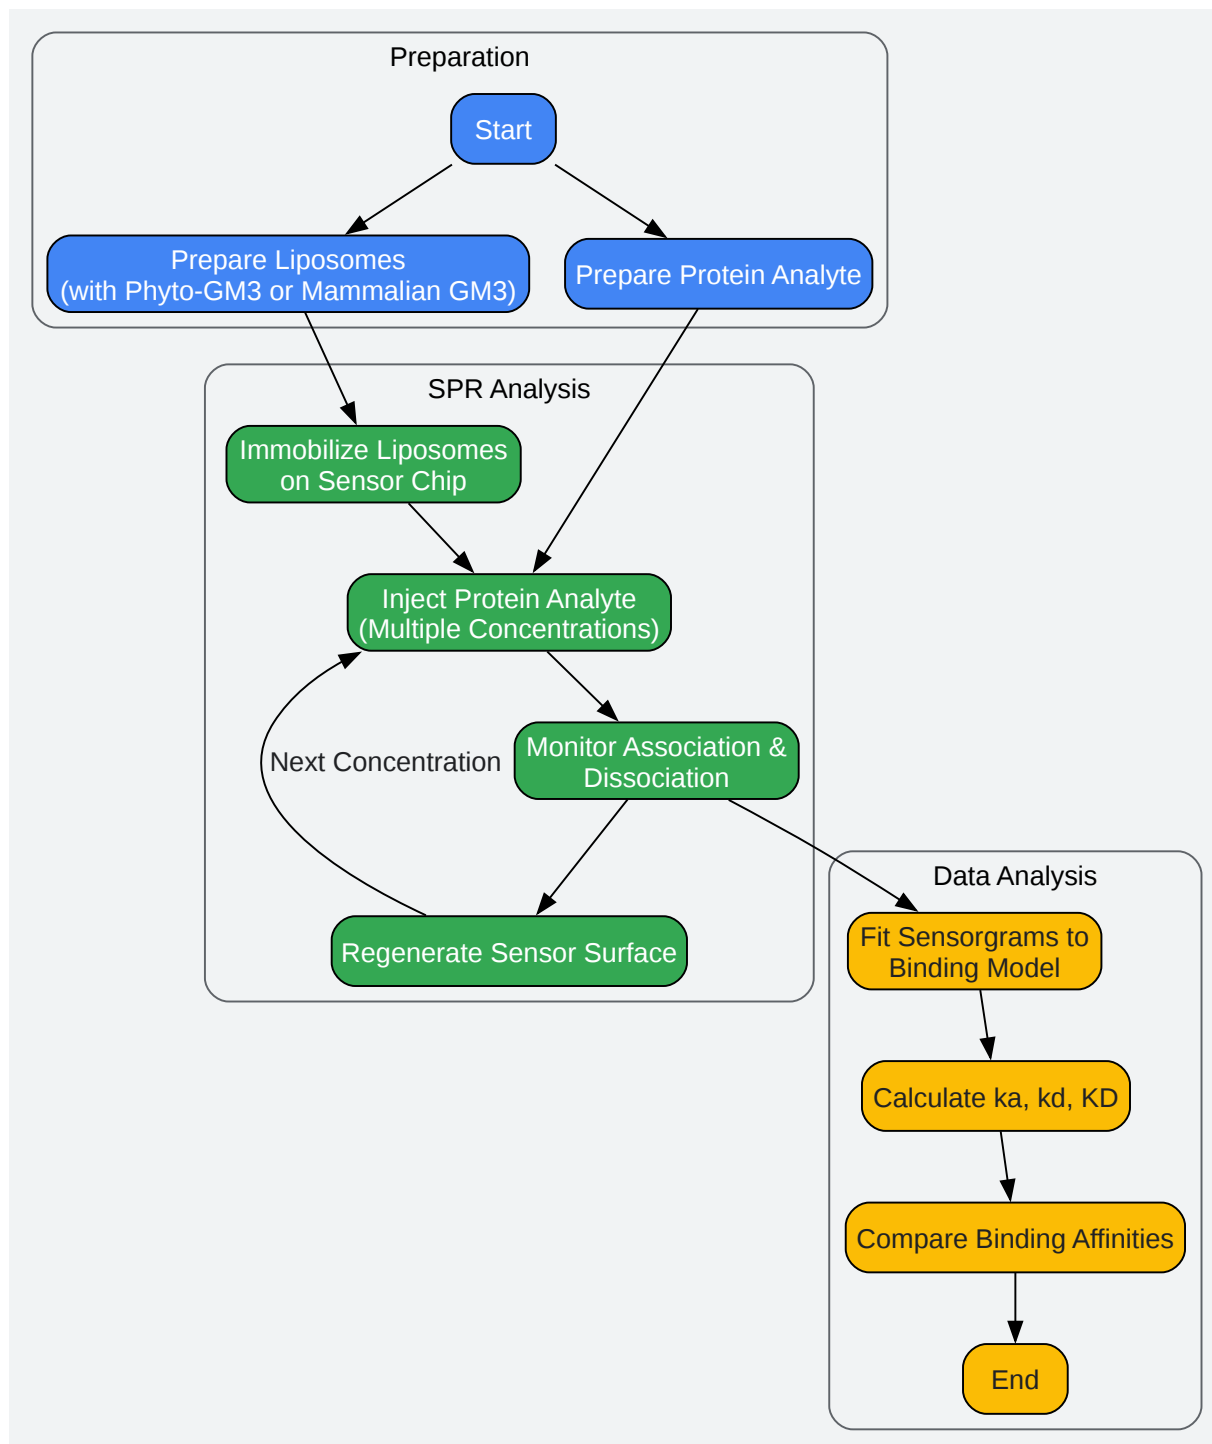 Preparation
Start
Prepare Liposomes
(with Phyto-GM3 or Mammalian GM3)
Prepare Protein Analyte
SPR Analysis
Immobilize Liposomes
on Sensor Chip
Inject Protein Analyte
(Multiple Concentrations)
Next Concentration
Monitor Association &
Dissociation
Regenerate Sensor Surface
Data Analysis
Fit Sensorgrams to
Binding Model
Calculate ka, kd, KD
Compare Binding Affinities
End